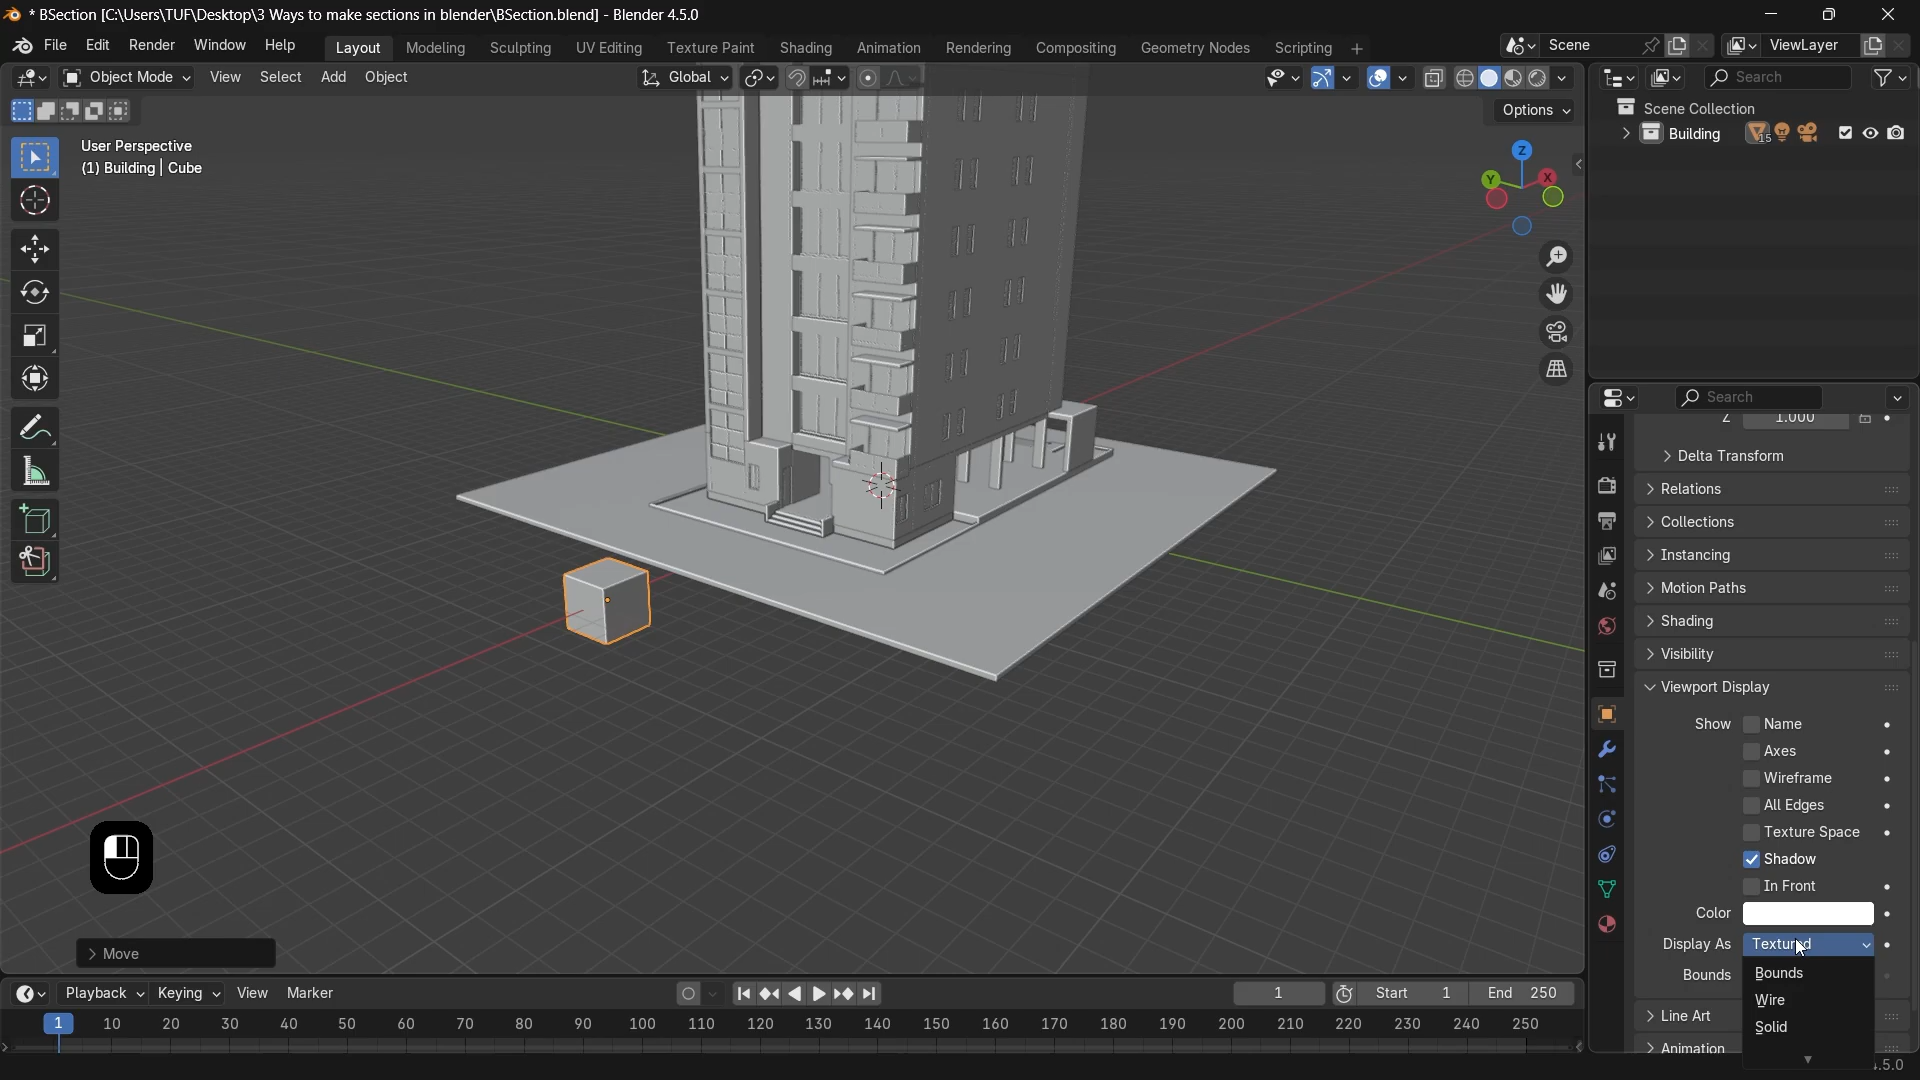 * BSection [C:\Users\TUF\Desktop\3 Ways to make sections in blender\BSection.blend] - Blender 4.5.0
File Edit Render Window Help Layout Modeling Sculpting UV Editing Texture Paint Shading Animation Rendering Compositing Geometry Nodes Scripting + Scene ViewLayer
Object Mode View Select Add Object Global Search
Options
Scene Collection
Building 15
User Perspective
(1) Building | Cube
Z
Y
X
Search
Z 1.000
Delta Transform
Relations
Collections
Instancing
Motion Paths
Shading
Visibility
Viewport Display
Show Name
Axes
Wireframe
All Edges
Texture Space
Shadow
In Front
Color
Display As Textured
Bounds Bounds
Wire
Solid
Line Art
Animation
Move
Playback Keying View Marker 1 Start 1 End 250
1 10 20 30 40 50 60 70 80 90 100 110 120 130 140 150 160 170 180 190 200 210 220 230 240 250
.5.0